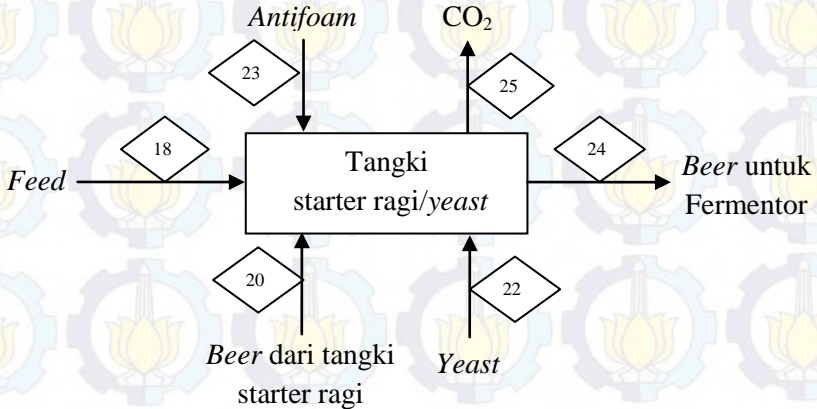 Antifoam
CO₂
23
25
18
24
Feed
Tangki
starter ragi/yeast
Beer untuk
Fermentor
20
22
Beer dari tangki
starter ragi
Yeast